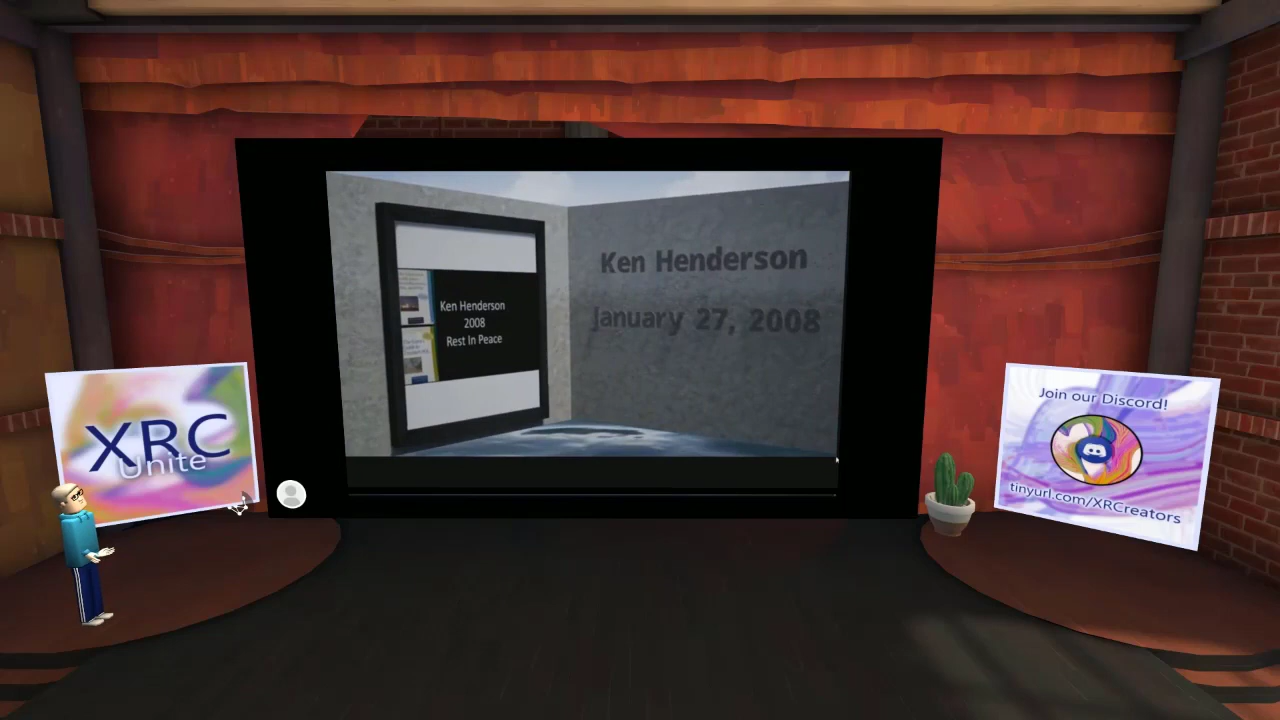 Ken Henderson
2008
Rest In Peace
Ken Henderson
January 27, 2008
XRC
Unite
Join our Discord!
tinyurl.com/XRCreators